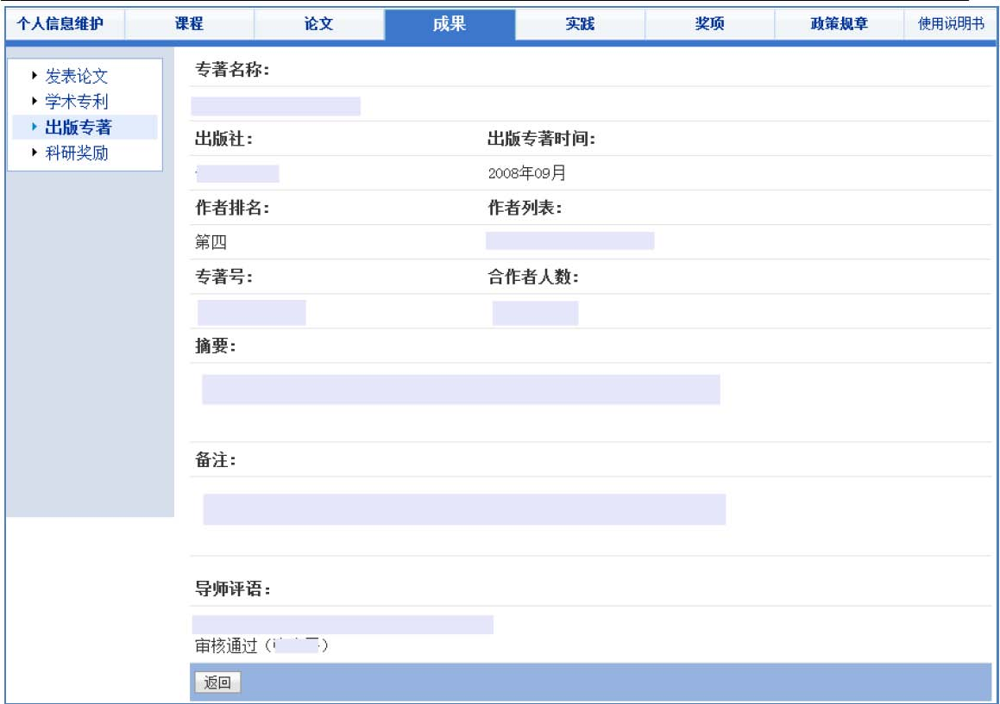 个人信息维护 课程 论文 成果 实践 奖项 政策规章 使用说明书
发表论文
学术专利
出版专著
科研奖励
专著名称：
出版社： 出版专著时间：
2008年09月
作者排名： 作者列表：
第四
专著号： 合作者人数：
摘要：
备注：
导师评语：
审核通过（ ）
返回